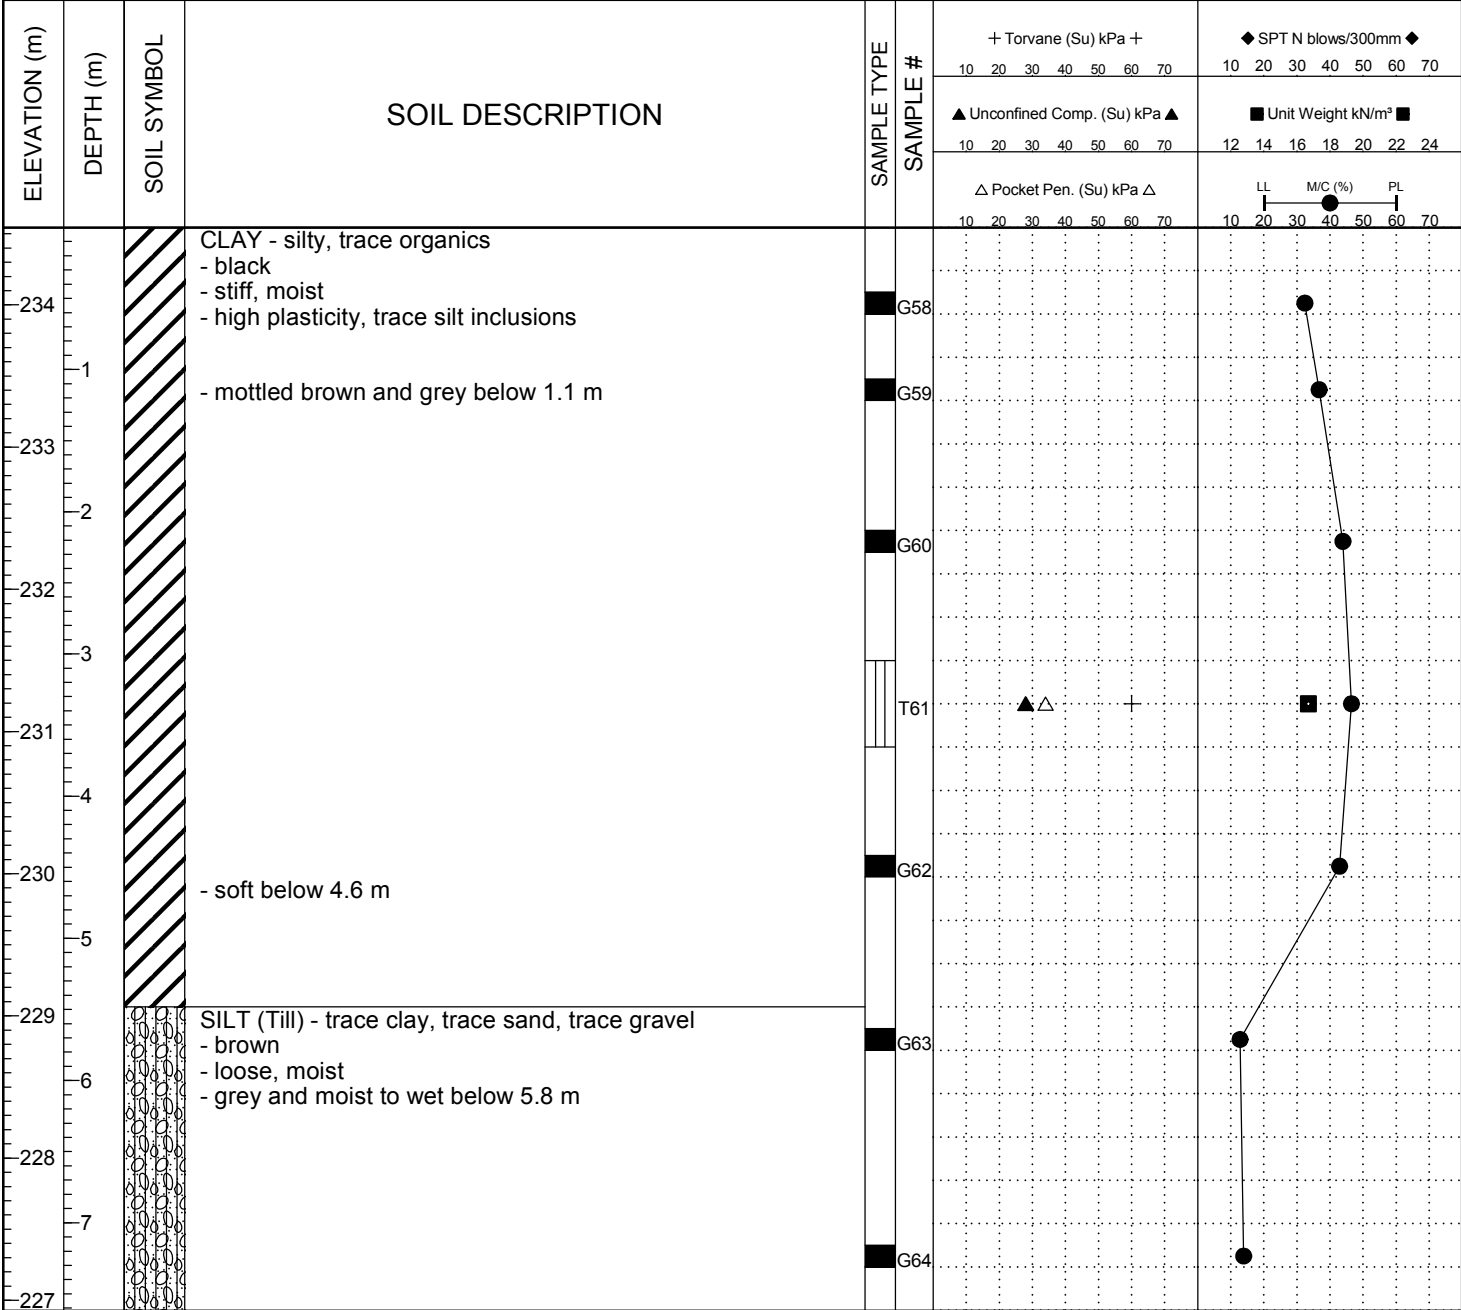 ELEVATION (m)
DEPTH (m)
SOIL SYMBOL
SOIL DESCRIPTION
SAMPLE TYPE
SAMPLE #
+ Torvane (Su) kPa +
10 20 30 40 50 60 70
▲ Unconfined Comp. (Su) kPa ▲
10 20 30 40 50 60 70
△ Pocket Pen. (Su) kPa △
10 20 30 40 50 60 70
◆ SPT N blows/300mm ◆
10 20 30 40 50 60 70
■ Unit Weight kN/m³ ■
12 14 16 18 20 22 24
LL M/C (%) PL
10 20 30 40 50 60 70
CLAY - silty, trace organics
- black
- stiff, moist
234
G58
- high plasticity, trace silt inclusions
1
- mottled brown and grey below 1.1 m
G59
233
2
G60
232
3
T61
231
4
G62
230
- soft below 4.6 m
5
229
SILT (Till) - trace clay, trace sand, trace gravel
G63
- brown
- loose, moist
6
- grey and moist to wet below 5.8 m
228
7
G64
227